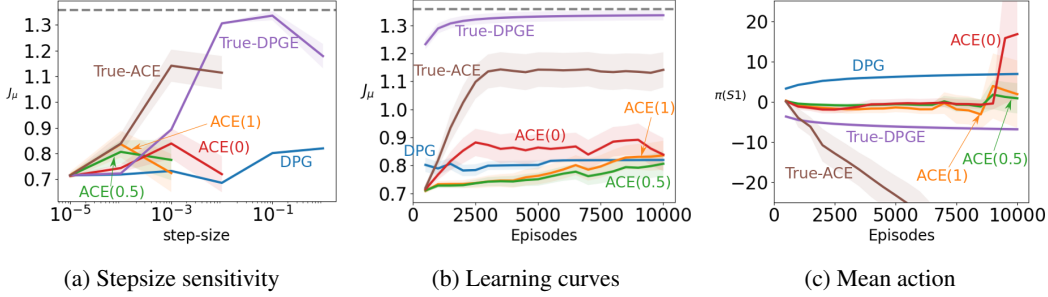 1.3
1.2
1.1
J_μ
1.0
0.9
0.8
0.7
True-DPGE
True-ACE
ACE(1)
ACE(0)
DPG
ACE(0.5)
10^−5 10^−3 10^−1
step-size
(a) Stepsize sensitivity
1.3
1.2
1.1
J_μ
1.0
0.9
0.8
0.7
True-DPGE
True-ACE
ACE(1)
ACE(0)
DPG
ACE(0.5)
0 2500 5000 7500 10000
Episodes
(b) Learning curves
20
10
π(S1)
0
−10
−20
ACE(0)
DPG
True-DPGE
ACE(0.5)
True-ACE
ACE(1)
0 2500 5000 7500 10000
Episodes
(c) Mean action